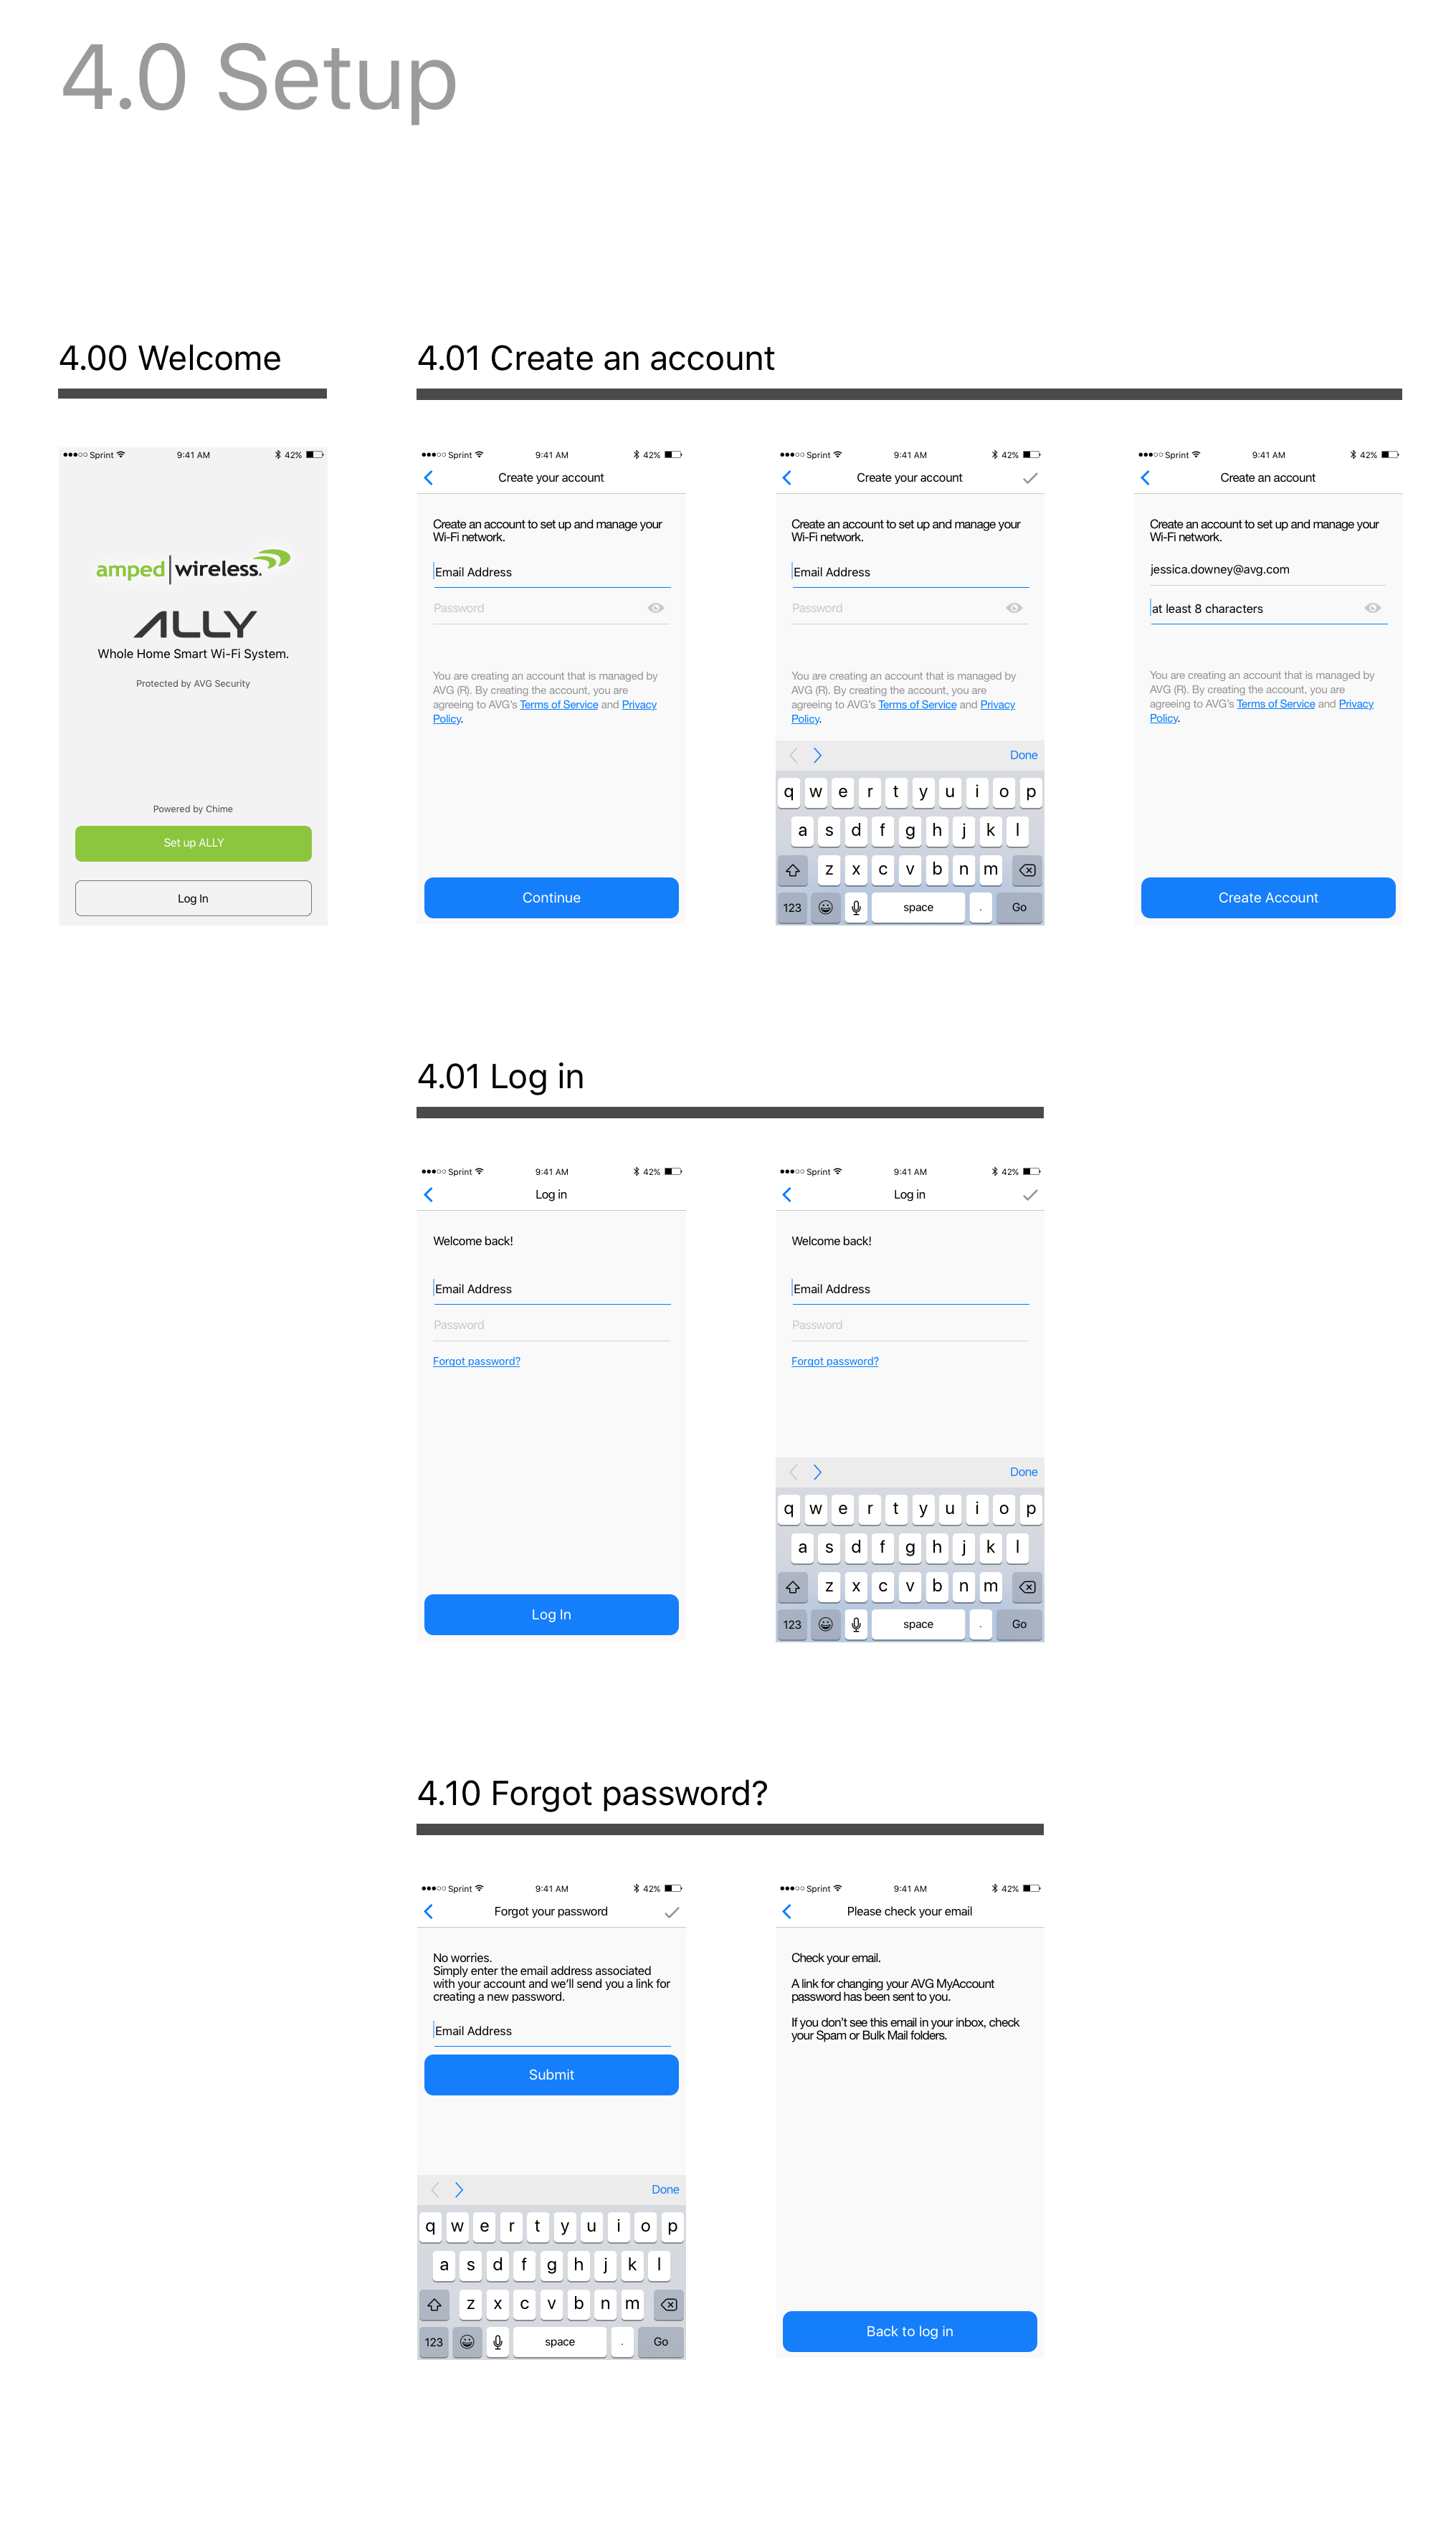 4.0 Setup
4.00 Welcome
Sprint 9:41 AM 42%
amped wireless.
ALLY
Whole Home Smart Wi-Fi System.
Protected by AVG Security
Powered by Chime
Set up ALLY
Log In
4.01 Create an account
Sprint 9:41 AM 42%
Create your account
Create an account to set up and manage your
Wi-Fi network.
Email Address
Password
You are creating an account that is managed by
AVG (R). By creating the account, you are
agreeing to AVG's Terms of Service and Privacy
Policy.
Continue
Sprint 9:41 AM 42%
Create your account
Create an account to set up and manage your
Wi-Fi network.
Email Address
Password
You are creating an account that is managed by
AVG (R). By creating the account, you are
agreeing to AVG's Terms of Service and Privacy
Policy.
Done
q w e r t y u i o p
a s d f g h j k l
z x c v b n m
123 space . Go
Sprint 9:41 AM 42%
Create an account
Create an account to set up and manage your
Wi-Fi network.
jessica.downey@avg.com
at least 8 characters
You are creating an account that is managed by
AVG (R). By creating the account, you are
agreeing to AVG's Terms of Service and Privacy
Policy.
Create Account
4.01 Log in
Sprint 9:41 AM 42%
Log in
Welcome back!
Email Address
Password
Forgot password?
Log In
Sprint 9:41 AM 42%
Log in
Welcome back!
Email Address
Password
Forgot password?
Done
q w e r t y u i o p
a s d f g h j k l
z x c v b n m
123 space . Go
4.10 Forgot password?
Sprint 9:41 AM 42%
Forgot your password
No worries.
Simply enter the email address associated
with your account and we'll send you a link for
creating a new password.
Email Address
Submit
Done
q w e r t y u i o p
a s d f g h j k l
z x c v b n m
123 space . Go
Sprint 9:41 AM 42%
Please check your email
Check your email.
A link for changing your AVG MyAccount
password has been sent to you.
If you don't see this email in your inbox, check
your Spam or Bulk Mail folders.
Back to log in